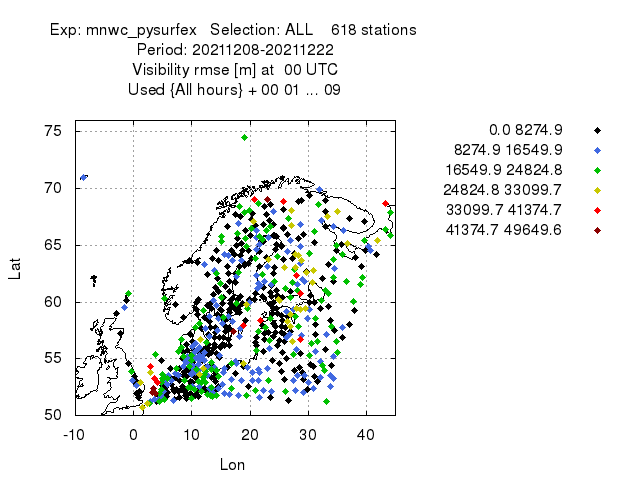 Exp: mnwc_pysurfex   Selection: ALL    618 stations
Period: 20211208-20211222
Visibility rmse [m] at  00 UTC
Used {All hours} + 00 01 ... 09
0.0 8274.9
8274.9 16549.9
16549.9 24824.8
24824.8 33099.7
33099.7 41374.7
41374.7 49649.6
75
70
65
60
55
50
Lat
-10 0 10 20 30 40
Lon